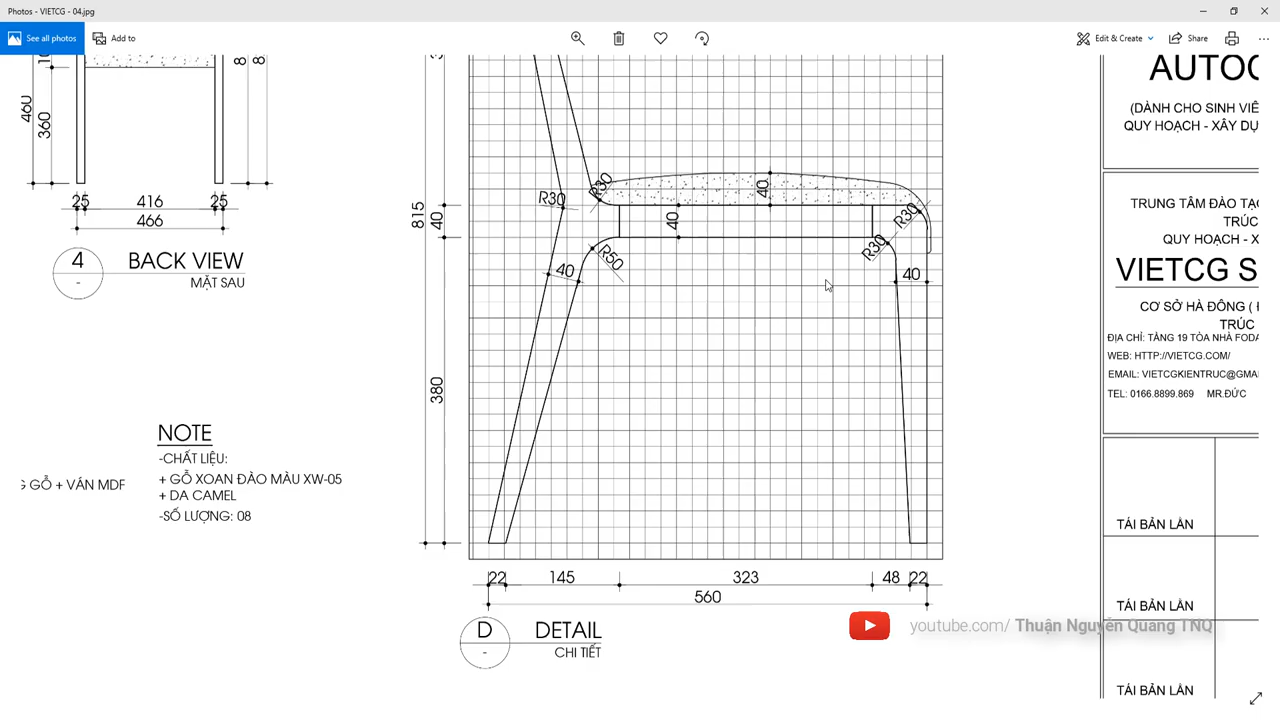 Photos - VIETCG - 04.jpg
See all photos
Add to
Edit & Create
Share
460
360
8
8
25
416
25
466
4
-
BACK VIEW
MẶT SAU
NOTE
-CHẤT LIỆU:
+ GỖ XOAN ĐÀO MÀU XW-05
+ DA CAMEL
-SỐ LƯỢNG: 08
GỖ + VÁN MDF
815
40
380
R30
R30
40
40
R30
R30
R50
40
40
22
145
323
48
22
560
D
-
DETAIL
CHI TIẾT
AUTOC
(DÀNH CHO SINH VIÊ
QUY HOẠCH - XÂY DỰ
TRUNG TÂM ĐÀO TẠ
TRÚC
QUY HOẠCH - X
VIETCG S
CƠ SỞ HÀ ĐÔNG (
TRÚC
ĐỊA CHỈ: TẦNG 19 TÒA NHÀ FODA
WEB: HTTP://VIETCG.COM/
EMAIL: VIETCGKIENTRUC@GMA
TEL: 0166.8899.869 MR.ĐỨC
TÁI BẢN LẦN
TÁI BẢN LẦN
TÁI BẢN LẦN
youtube.com/ Thuận Nguyễn Quang TNQ